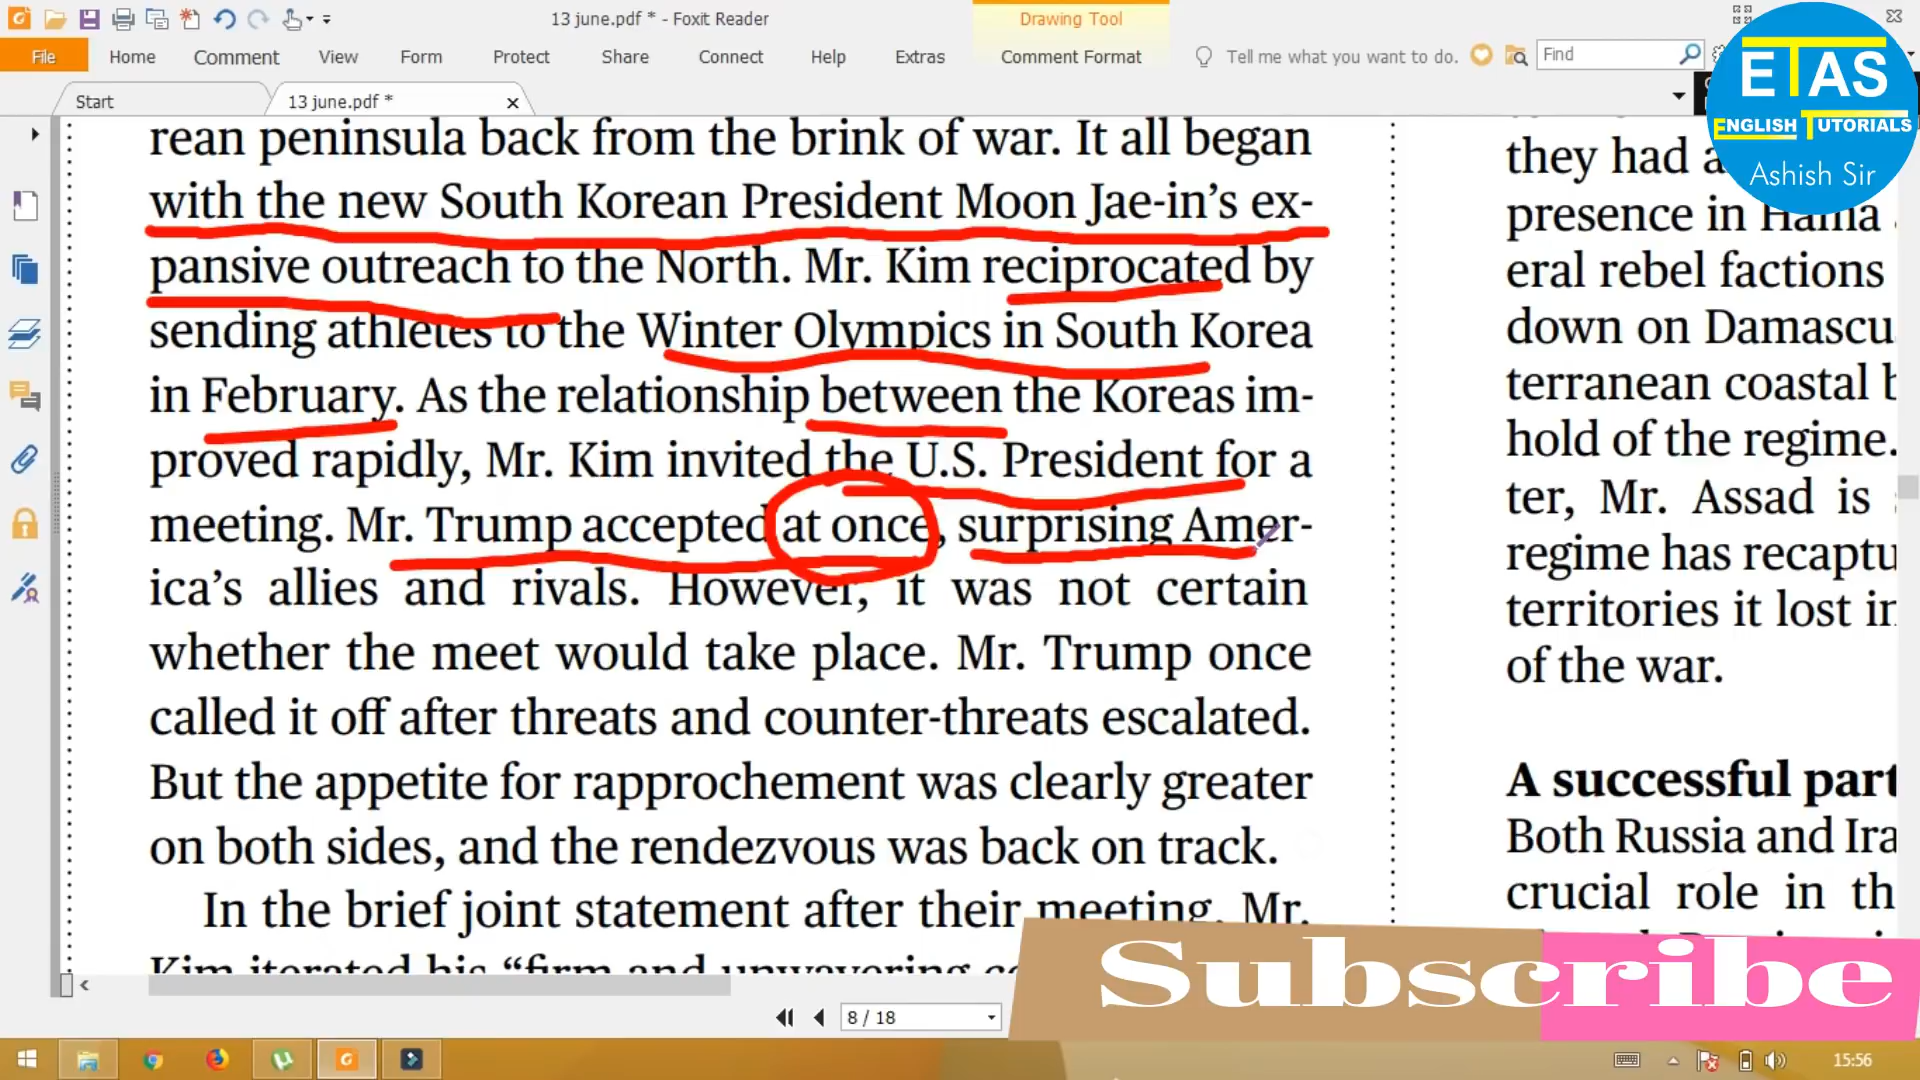 13 june.pdf * - Foxit Reader
Drawing Tool
File
Home
Comment
View
Form
Protect
Share
Connect
Help
Extras
Comment Format
Tell me what you want to do.
Find
Start
13 june.pdf *
ETAS
ENGLISH TUTORIALS
Ashish Sir
rean peninsula back from the brink of war. It all began
with the new South Korean President Moon Jae-in's ex-
pansive outreach to the North. Mr. Kim reciprocated by
sending athletes to the Winter Olympics in South Korea
in February. As the relationship between the Koreas im-
proved rapidly, Mr. Kim invited the U.S. President for a
meeting. Mr. Trump accepted at once, surprising Amer-
ica's allies and rivals. However, it was not certain
whether the meet would take place. Mr. Trump once
called it off after threats and counter-threats escalated.
But the appetite for rapprochement was clearly greater
on both sides, and the rendezvous was back on track.
In the brief joint statement after their meeting, Mr.
Kim iterated his “firm and unwavering
they had
presence in Hama
eral rebel factions
down on Damascu
terranean coastal
hold of the regime.
ter, Mr. Assad is
regime has recaptu
territories it lost in
of the war.
A successful part
Both Russia and Ira
crucial role in th
Subscribe
8 / 18
15:56